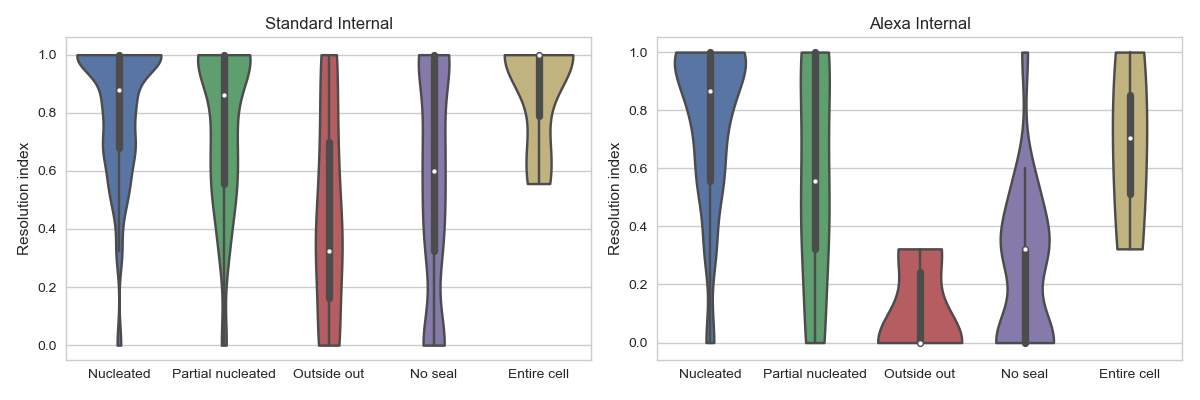 Standard Internal
Resolution index
1.0
0.8
0.6
0.4
0.2
0.0
Nucleated Partial nucleated Outside out No seal Entire cell
Alexa Internal
Resolution index
1.0
0.8
0.6
0.4
0.2
0.0
Nucleated Partial nucleated Outside out No seal Entire cell